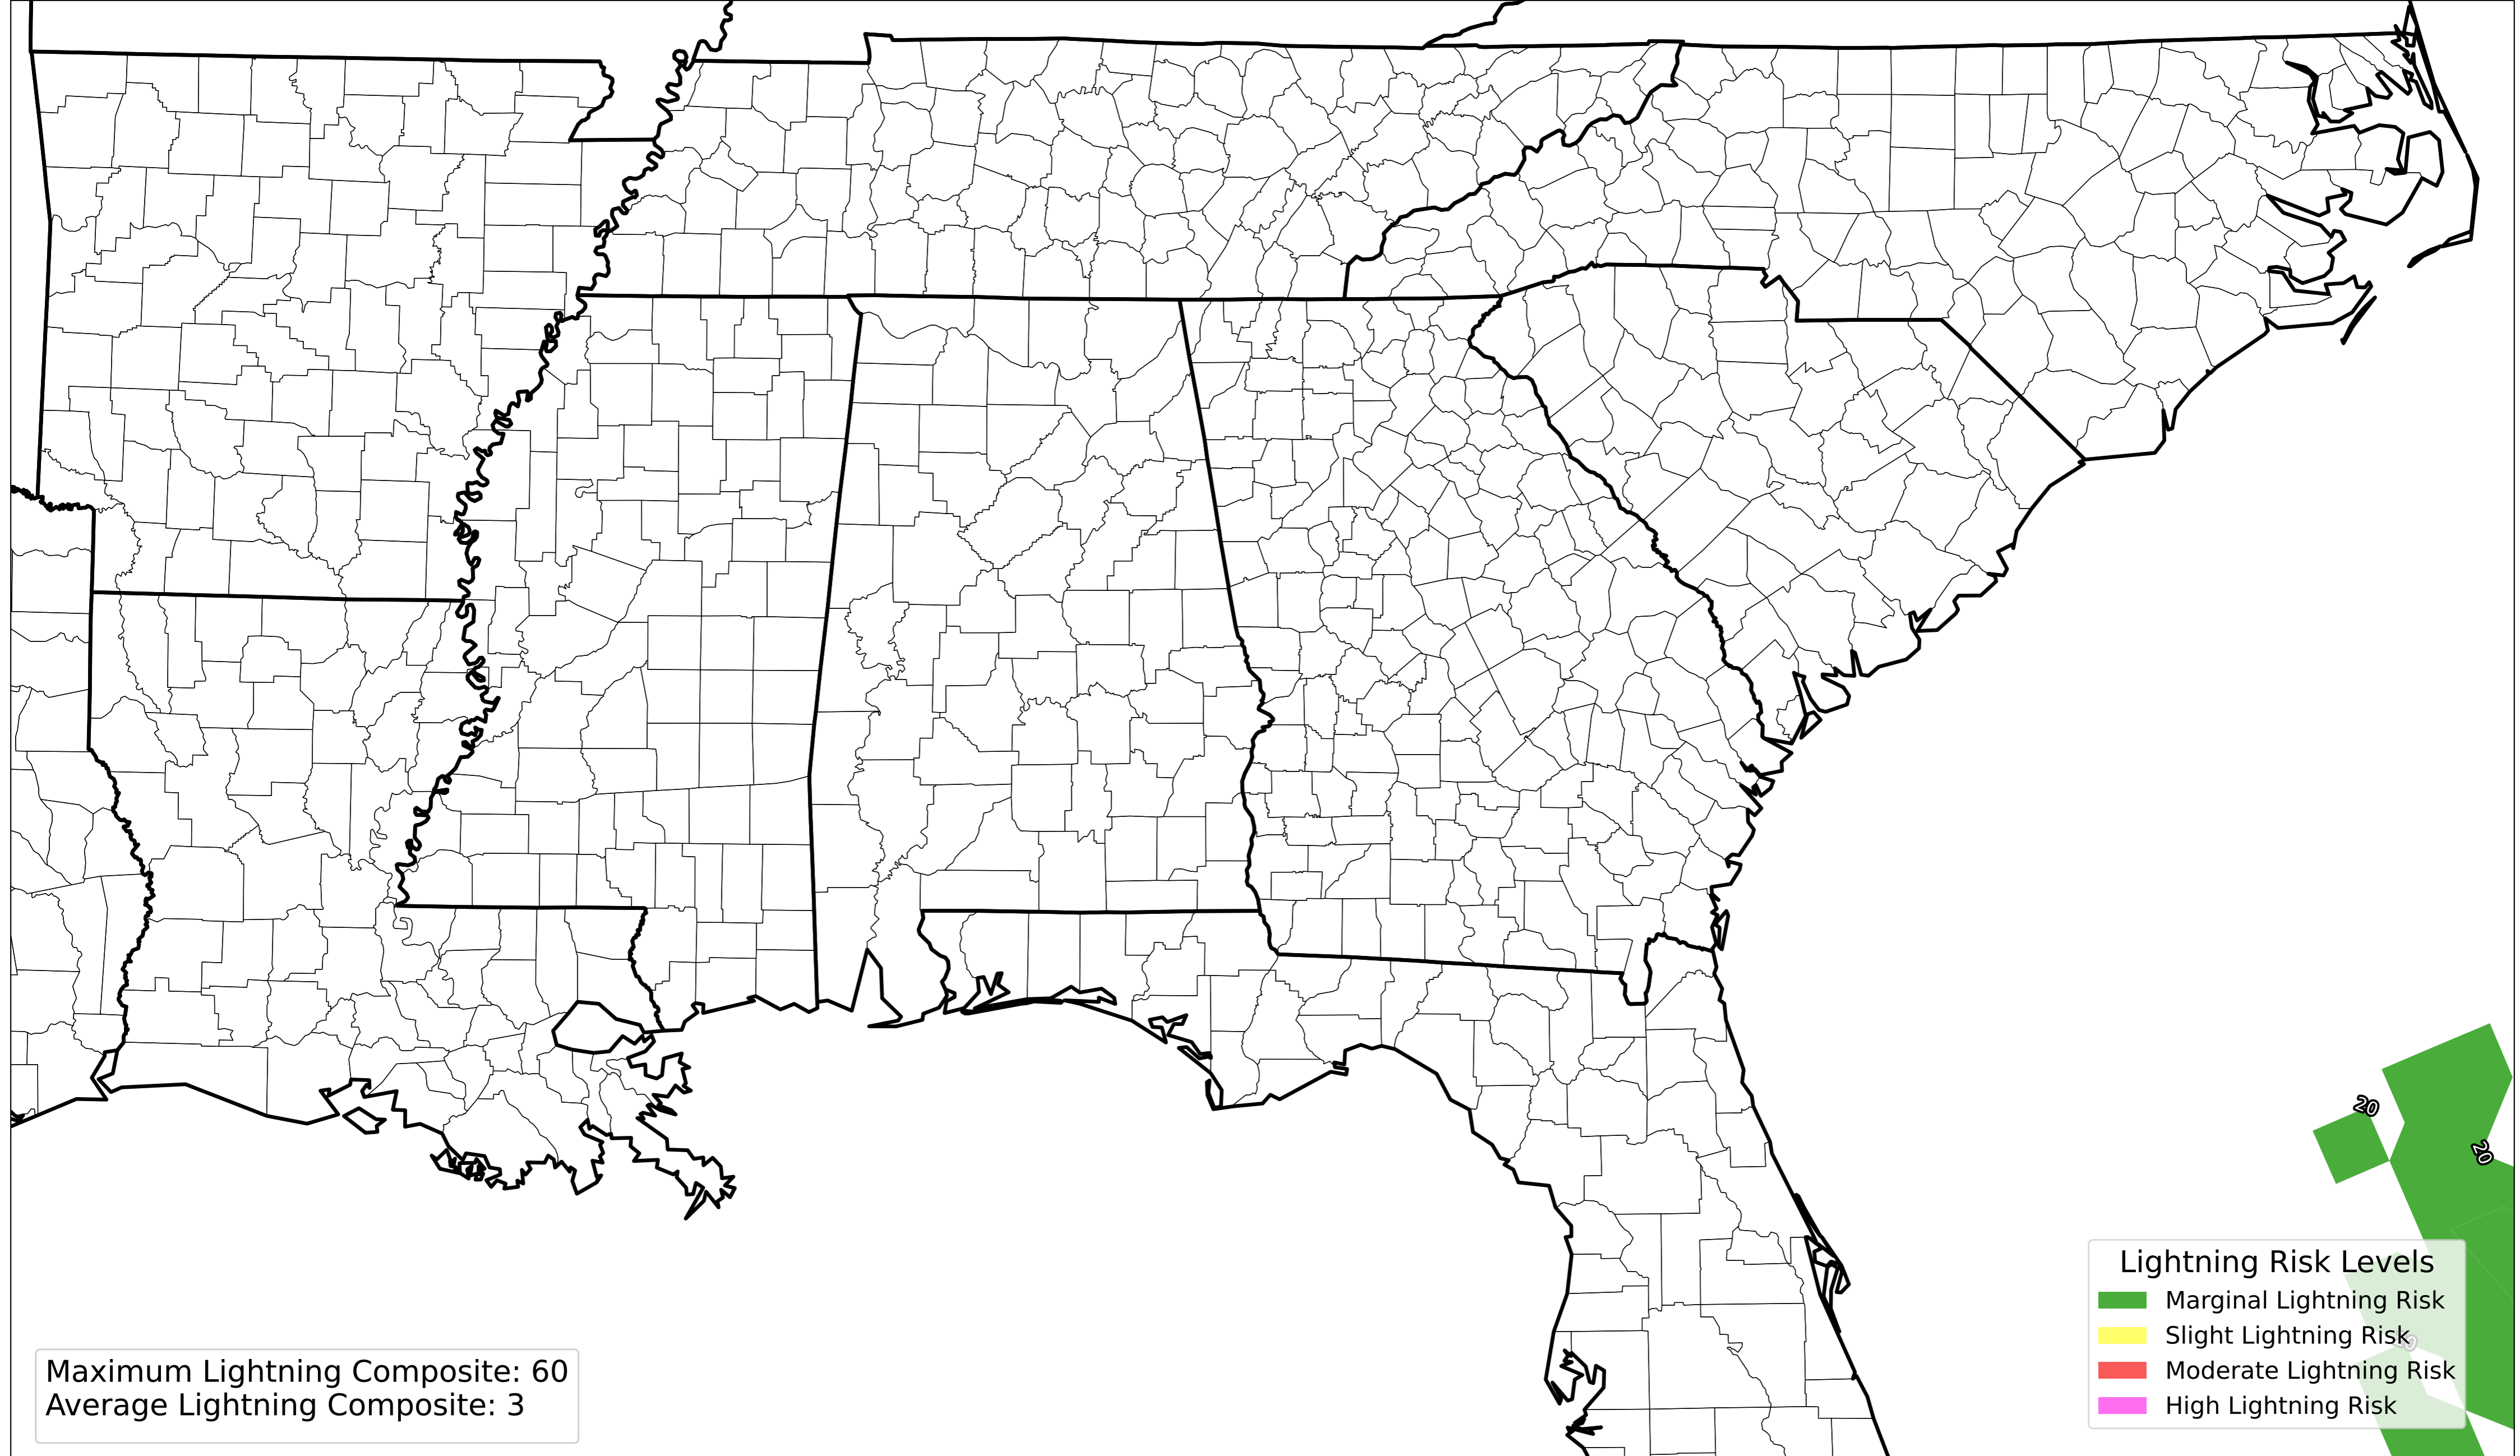 20
20
Lightning Risk Levels
Marginal Lightning Risk
Slight Lightning Risk
Moderate Lightning Risk
High Lightning Risk
Maximum Lightning Composite: 60
Average Lightning Composite: 3